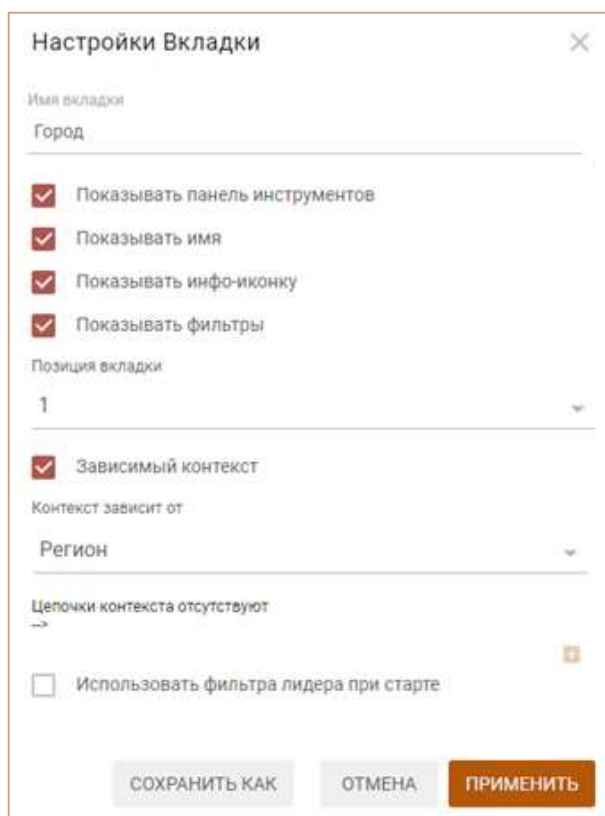 Настройки Вкладки
Имя вкладки
Город
Показывать панель инструментов
Показывать имя
Показывать инфо-иконку
Показывать фильтры
Позиция вкладки
1
Зависимый контекст
Контекст зависит от
Регион
Цепочки контекста отсутствуют
-->
Использовать фильтра лидера при старте
СОХРАНИТЬ КАК ОТМЕНА ПРИМЕНИТЬ